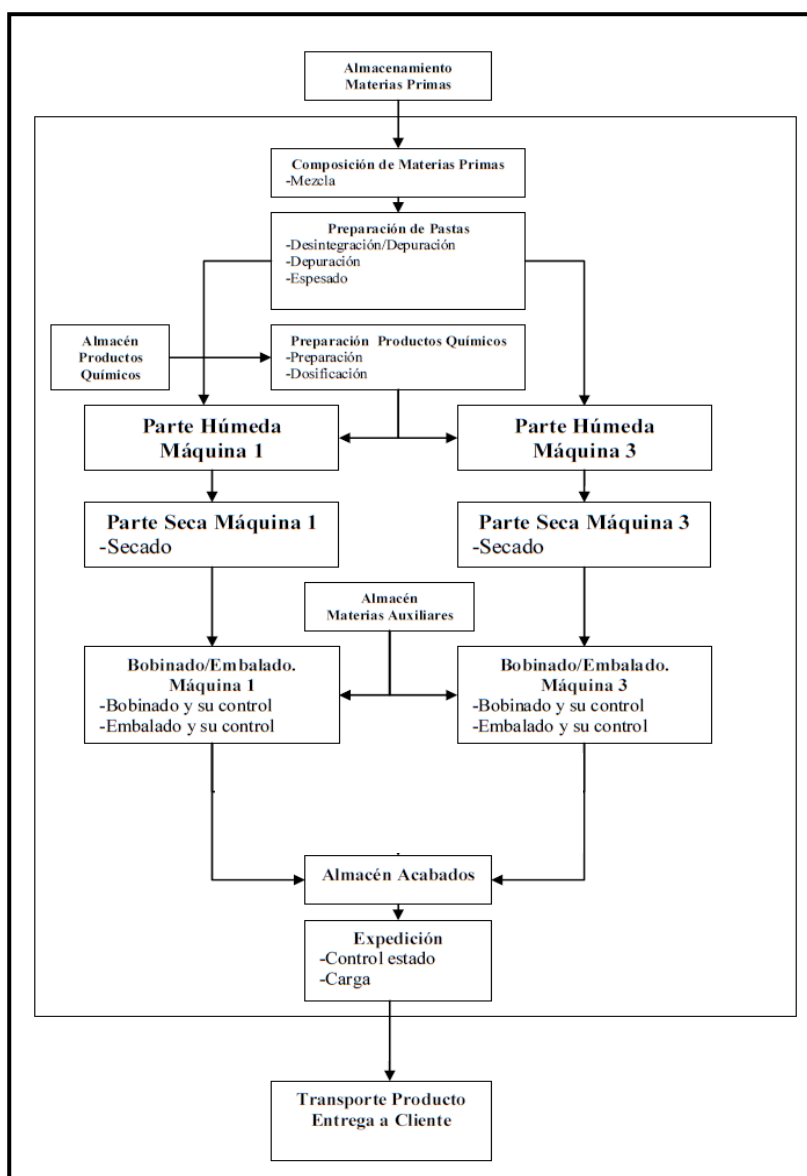 Almacenamiento
Materias Primas
Composición de Materias Primas
-Mezcla
Preparación de Pastas
-Desintegración/Depuración
-Depuración
-Espesado
Almacén
Productos
Químicos
Preparación Productos Químicos
-Preparación
-Dosificación
Parte Húmeda
Máquina 1
Parte Húmeda
Máquina 3
Parte Seca Máquina 1
-Secado
Parte Seca Máquina 3
-Secado
Almacén
Materias Auxiliares
Bobinado/Embalado.
Máquina 1
-Bobinado y su control
-Embalado y su control
Bobinado/Embalado.
Máquina 3
-Bobinado y su control
-Embalado y su control
Almacén Acabados
Expedición
-Control estado
-Carga
Transporte Producto
Entrega a Cliente